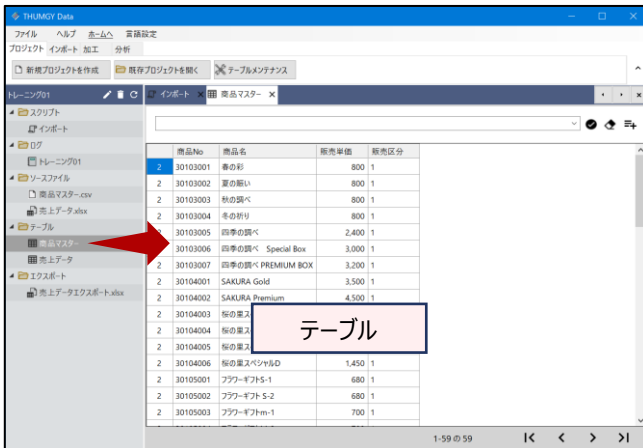 THUMGY Data
ファイル ヘルプ ホームへ 言語設定
プロジェクト インポート 加工 分析
新規プロジェクトを作成 既存プロジェクトを開く テーブルメンテナンス
トレーニング01
インポート × 商品マスター ×
スクリプト
インポート
ログ
トレーニング01
ソースファイル
商品マスター.csv
売上データ.xlsx
テーブル
商品マスター
売上データ
エクスポート
売上データエクスポート.xlsx
商品No 商品名 販売単価 販売区分
2 30103001 春の彩 800 1
2 30103002 夏の賑い 800 1
2 30103003 秋の調べ 800 1
2 30103004 冬の祈り 800 1
2 30103005 四季の調べ 2,400 1
2 30103006 四季の調べ Special Box 3,000 1
2 30103007 四季の調べ PREMIUM BOX 3,200 1
2 30104001 SAKURA Gold 3,500 1
2 30104002 SAKURA Premium 4,500 1
2 30104003 桜の里ス
2 30104004 桜の里ス
2 30104005 桜の里ス
2 30104006 桜の里スペシャルD 1,450 1
2 30105001 フラワーギフトS-1 680 1
2 30105002 フラワーギフト S-2 680 1
2 30105003 フラワーギフトm-1 700 1
テーブル
1-59 の 59